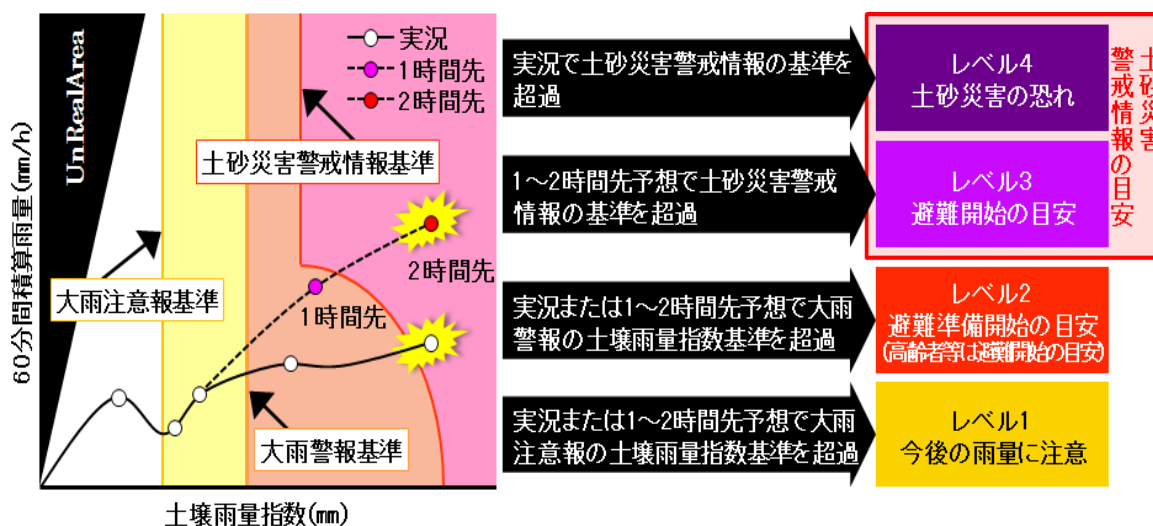 UnRealArea
60分間積算雨量(mm/h)
実況
1時間先
2時間先
土砂災害警戒情報基準
大雨注意報基準
2時間先
1時間先
大雨警報基準
土壌雨量指数(mm)
実況で土砂災害警戒情報の基準を
超過
1～2時間先予想で土砂災害警戒
情報の基準を超過
実況または1～2時間先予想で大雨
警報の土壌雨量指数基準を超過
実況または1～2時間先予想で大雨
注意報の土壌雨量指数基準を超過
レベル4
土砂災害の恐れ
レベル3
避難開始の目安
土砂災害
警戒情報の目安
レベル2
避難準備開始の目安
(高齢者等は避難開始の目安)
レベル1
今後の雨量に注意